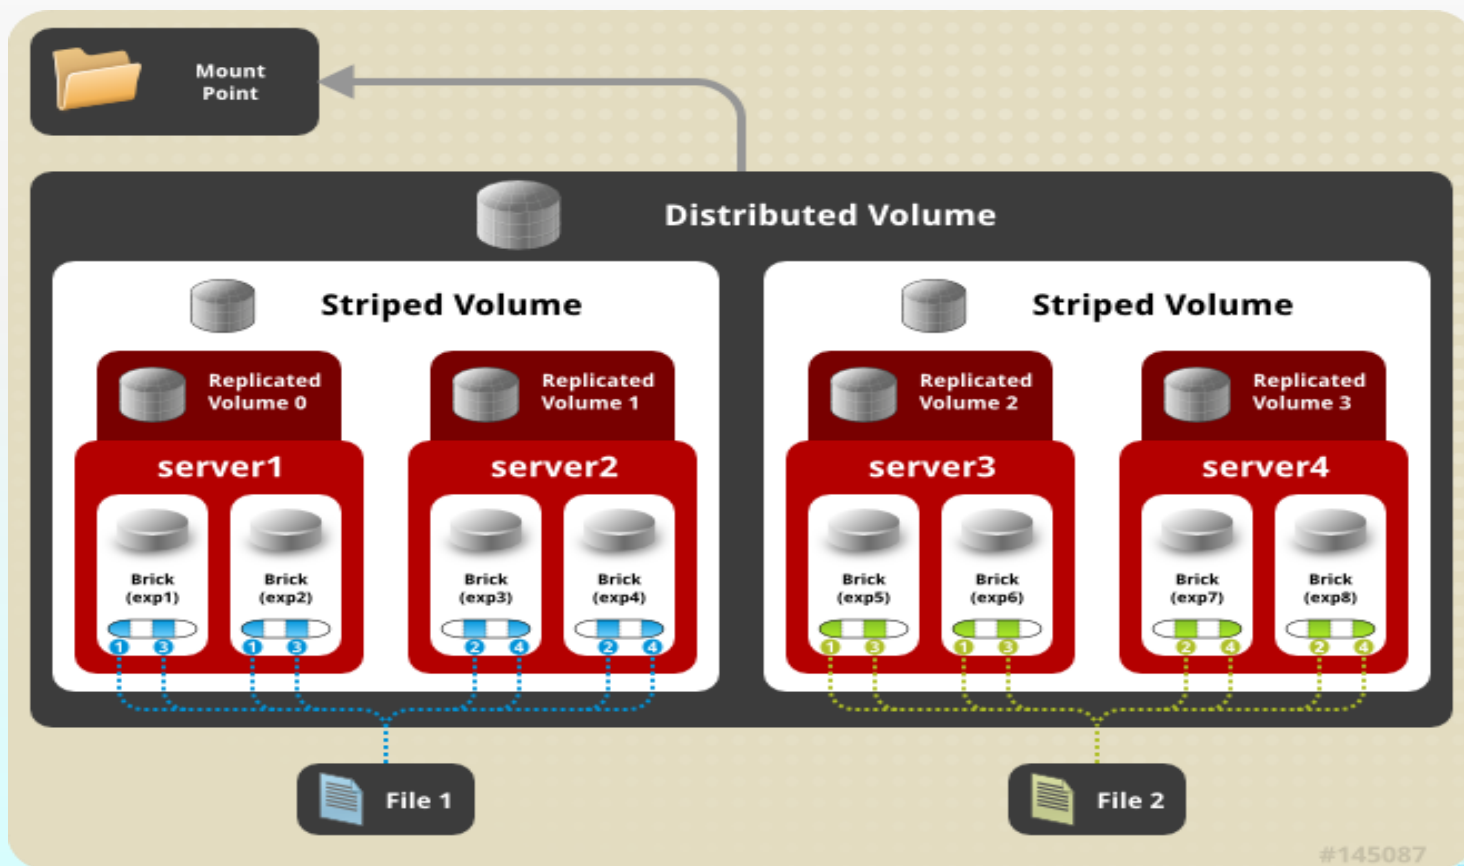 Mount
Point
Distributed Volume
Striped Volume
Striped Volume
Replicated
Volume 0
Replicated
Volume 1
Replicated
Volume 2
Replicated
Volume 3
server1
server2
server3
server4
Brick
(exp1)
Brick
(exp2)
Brick
(exp3)
Brick
(exp4)
Brick
(exp5)
Brick
(exp6)
Brick
(exp7)
Brick
(exp8)
1 3
1 3
2 4
2 4
1 3
1 3
2 4
2 4
File 1
File 2
#145087